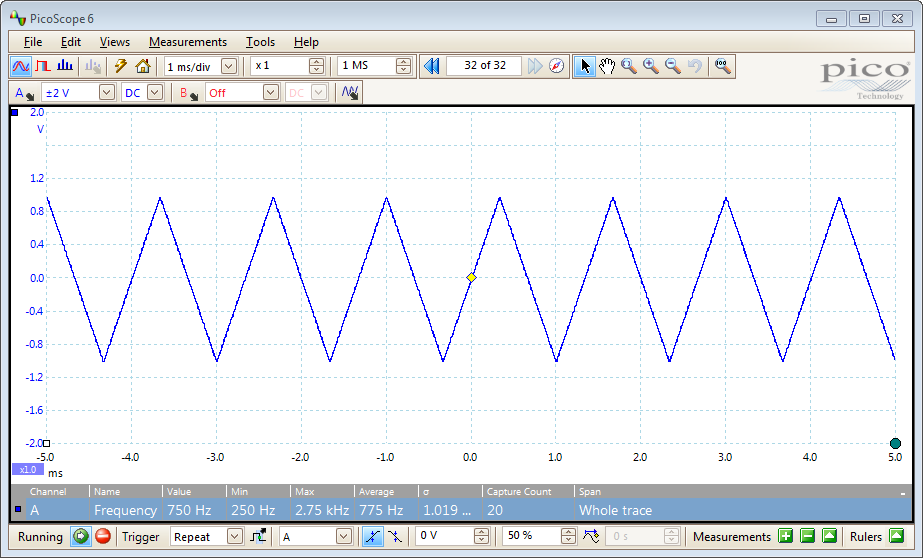 PicoScope 6
File Edit Views Measurements Tools Help
1 ms/div x 1 1 MS 32 of 32
pico
Technology
A ±2 V DC B Off DC
2.0
V
1.2
0.8
0.4
0.0
-0.4
-0.8
-1.2
-1.6
-2.0
-5.0 -4.0 -3.0 -2.0 -1.0 0.0 1.0 2.0 3.0 4.0 5.0
x1.0 ms
Channel Name Value Min Max Average σ Capture Count Span
A Frequency 750 Hz 250 Hz 2.75 kHz 775 Hz 1.019 ... 20 Whole trace
Running Trigger Repeat A 0 V 50 % 0 s Measurements Rulers